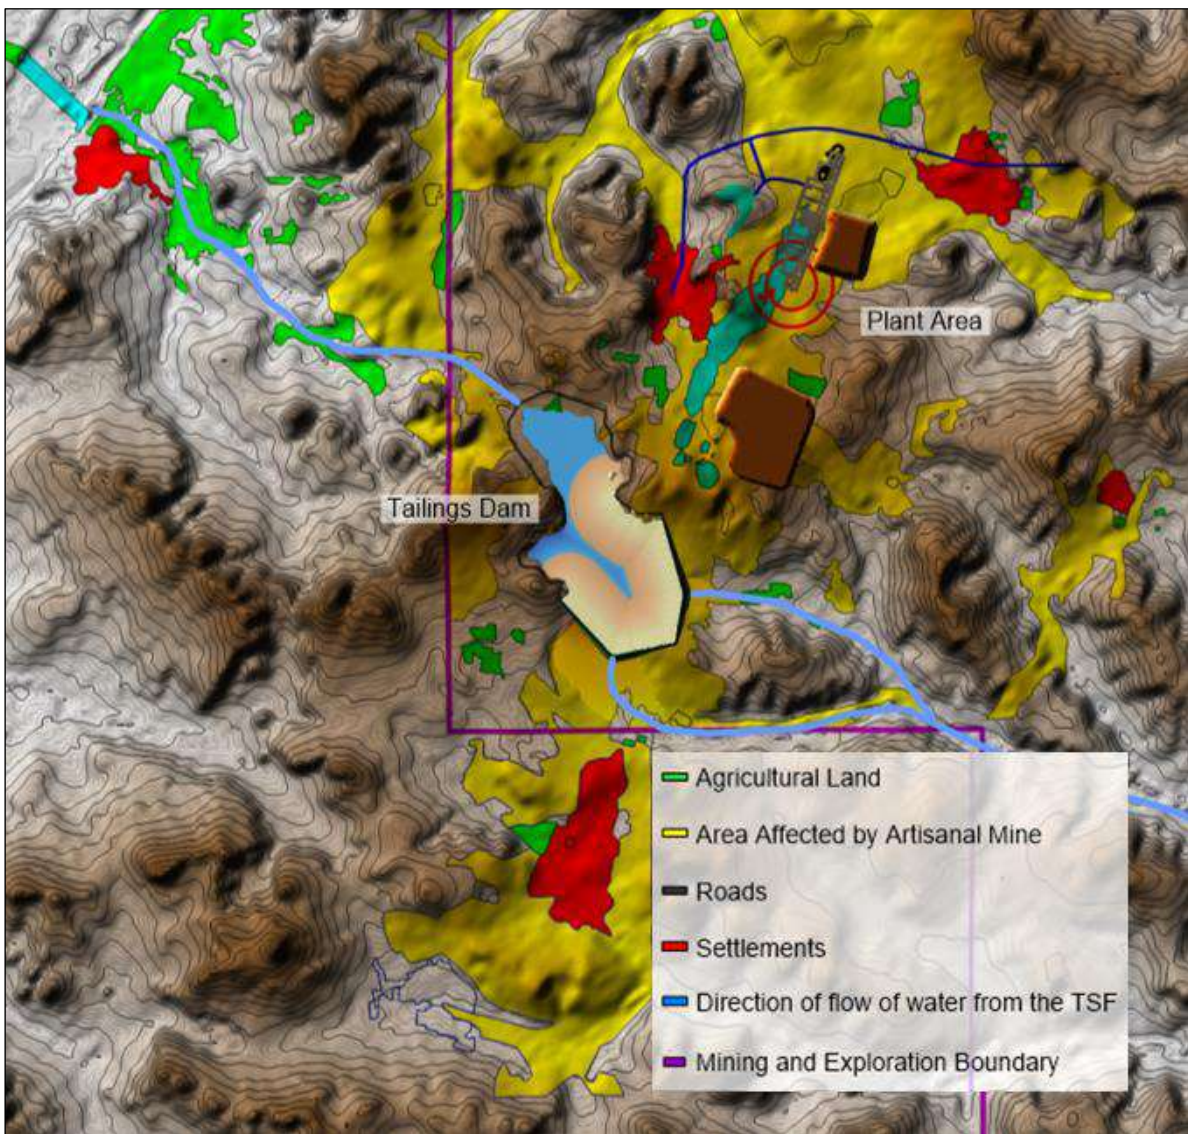 Plant Area
Tailings Dam
Agricultural Land
Area Affected by Artisanal Mine
Roads
Settlements
Direction of flow of water from the TSF
Mining and Exploration Boundary